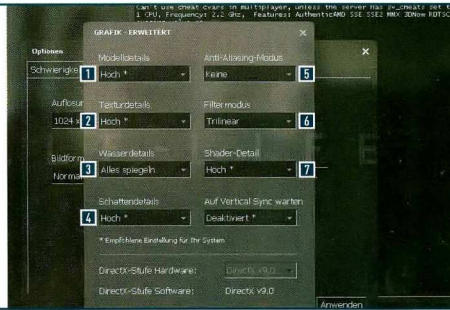 can't use cheat cvars in multiplayer, unless the server has sv_cheats set t
1 CPU, Frequency: 2.2 Ghz, Features: AuthenticAMD SSE SSE2 MMX 3DNow RDTSC
GRAFIK - ERWEITERT
Optionen
Modelldetails
Anti-Aliasing-Modus
Schwierigke
1 Hoch *
Keine 5
Auflösur
Texturdetails
Filtermodus
1024 x
2 Hoch *
Trilinear 6
Bildform
Wasserdetails
Shader-Detail
Norma
3 Alles spiegeln
Hoch * 7
Schattendetails
Auf Vertical Sync warten
4 Hoch *
Deaktiviert *
* Empfohlene Einstellung für Ihr System
DirectX-Stufe Hardware:
DirectX v9.0
DirectX-Stufe Software:
DirectX v9.0
Anwenden